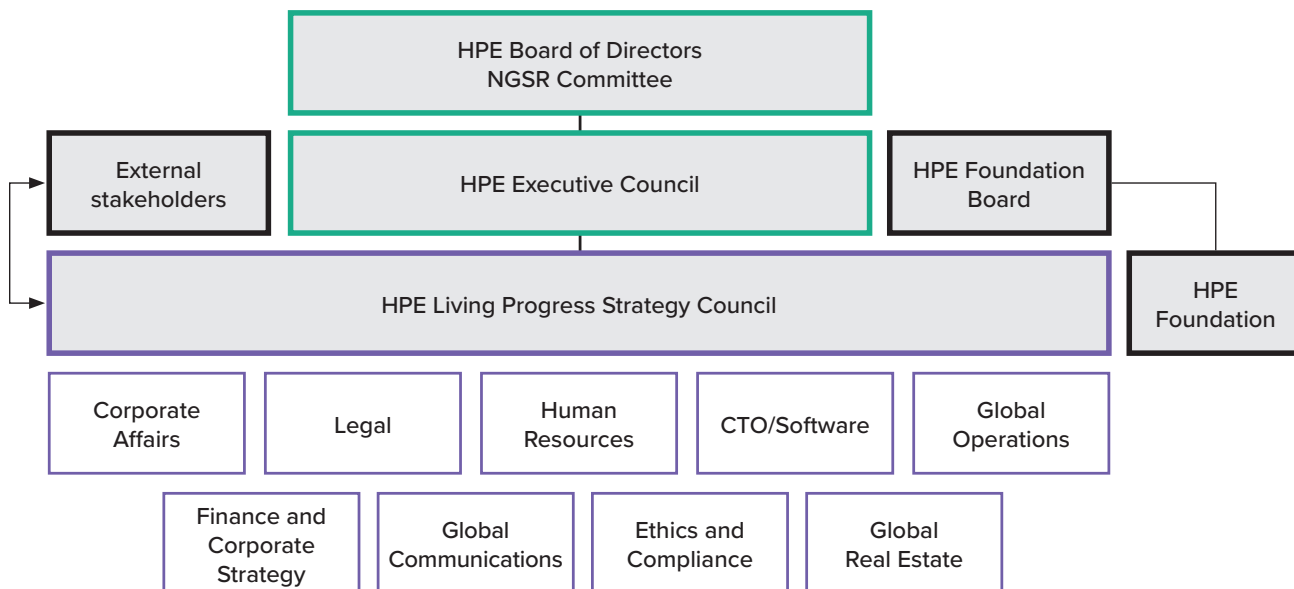 HPE Board of Directors
NGSR Committee
External
stakeholders
HPE Executive Council
HPE Foundation
Board
HPE Living Progress Strategy Council
HPE
Foundation
Corporate
Affairs
Legal
Human
Resources
CTO/Software
Global
Operations
Finance and
Corporate
Strategy
Global
Communications
Ethics and
Compliance
Global
Real Estate